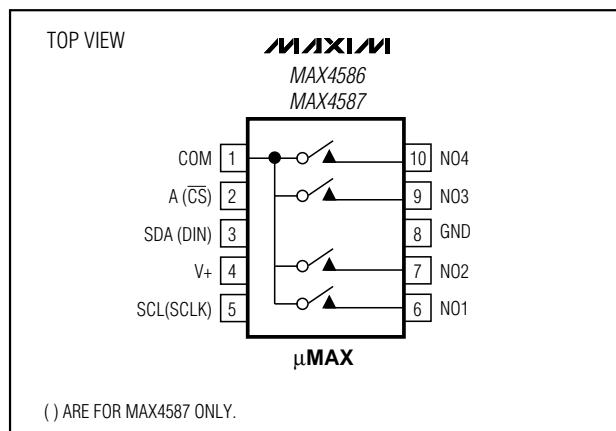 TOP VIEW
MAXIM
MAX4586
MAX4587
COM 1
A (C̅S̅) 2
SDA (DIN) 3
V+ 4
SCL(SCLK) 5
10 NO4
9 NO3
8 GND
7 NO2
6 NO1
μMAX
( ) ARE FOR MAX4587 ONLY.